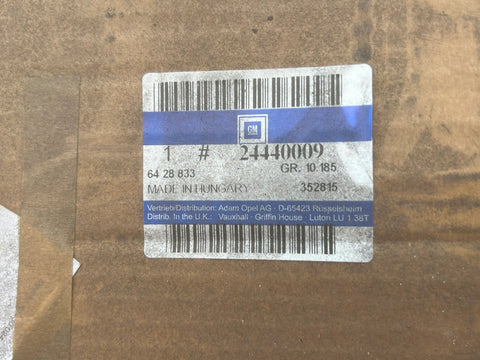 GM
1 # 24440009
64 28 833 GR. 10 185
MADE IN HUNGARY 352815
Vertrieb/Distribution: Adam Opel AG - D-65423 Rüsselsheim
Distrib. In the U.K.: Vauxhall · Griffin House · Luton LU 1 3BT